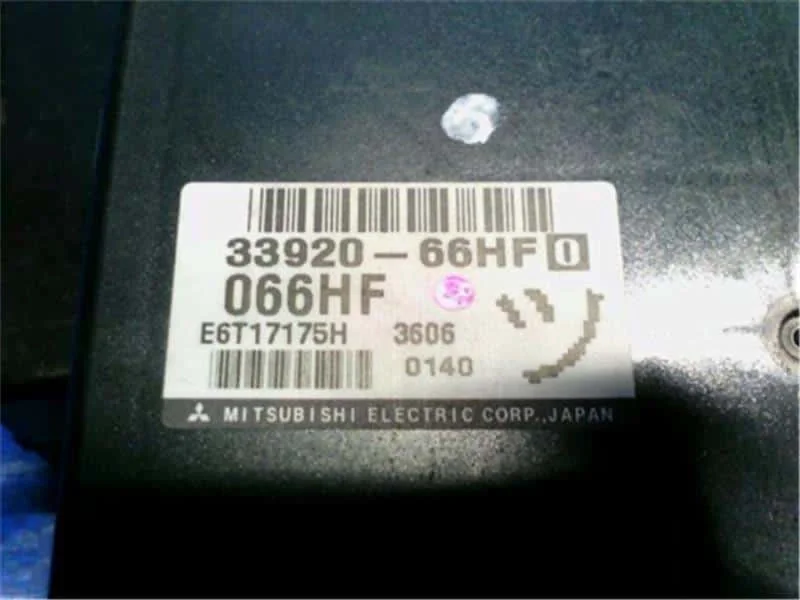 33920-66HF 0
066HF
E6T17175H 3606
0140
MITSUBISHI ELECTRIC CORP.,JAPAN